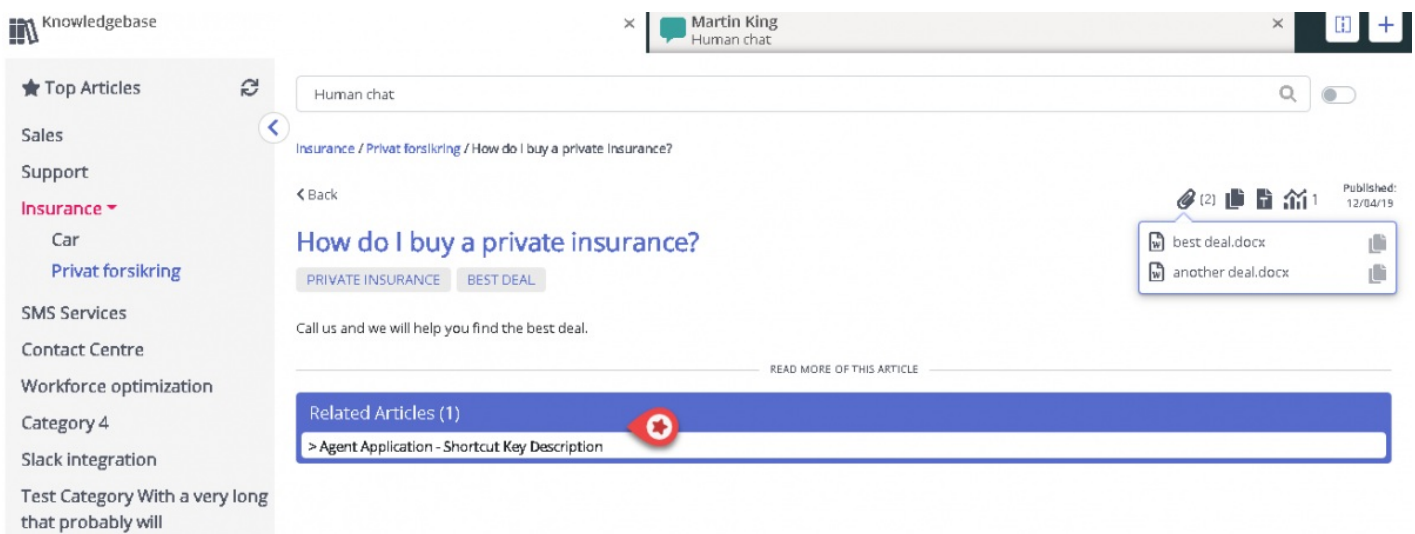 Knowledgebase
Martin King
Human chat
Top Articles
Sales
Support
Insurance
Car
Privat forsikring
SMS Services
Contact Centre
Workforce optimization
Category 4
Slack integration
Test Category With a very long
that probably will
Human chat
Insurance / Privat forsikring / How do I buy a private insurance?
Back
(2)
1
Published:
12/04/19
best deal.docx
another deal.docx
How do I buy a private insurance?
PRIVATE INSURANCE BEST DEAL
Call us and we will help you find the best deal.
READ MORE OF THIS ARTICLE
Related Articles (1)
> Agent Application - Shortcut Key Description